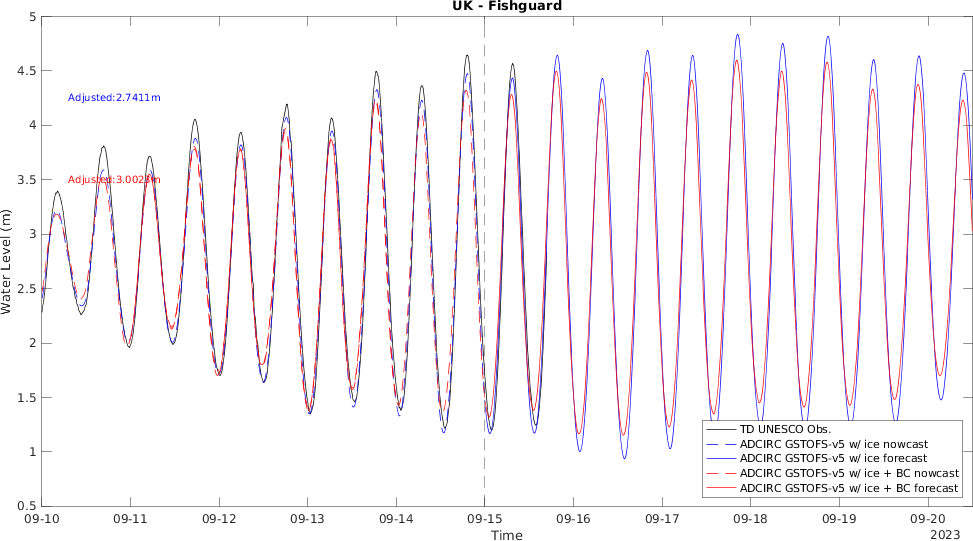 UK - Fishguard
5
4.5
4
3.5
3
2.5
2
1.5
1
0.5
Water Level (m)
Adjusted:2.7411m
TD UNESCO Obs.
ADCIRC GSTOFS-v5 w/ ice nowcast
ADCIRC GSTOFS-v5 w/ ice forecast
ADCIRC GSTOFS-v5 w/ ice + BC nowcast
ADCIRC GSTOFS-v5 w/ ice + BC forecast
09-10 09-11 09-12 09-13 09-14 09-15 09-16 09-17 09-18 09-19 09-20
Time
2023